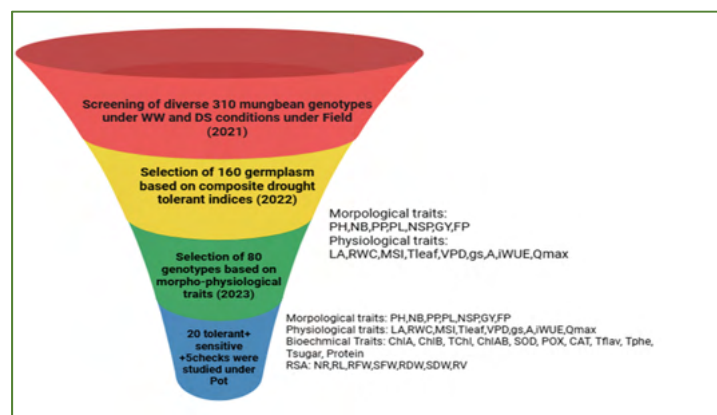 Screening of diverse 310 mungbean genotypes
under WW and DS conditions under Field
(2021)
Selection of 160 germplasm
based on composite drought
tolerant indices (2022)
Morpological traits:
PH,NB,PP,PL,NSP,GY,FP
Physiological traits:
LA,RWC,MSI,Tleaf,VPD,gs,A,iWUE,Qmax
Selection of 80
genotypes based on
morpho-physiological
traits (2023)
20 tolerant+
sensitive
+5checks were
studied under
Pot
Morpological traits: PH,NB,PP,PL,NSP,GY,FP
Physiological traits: LA,RWC,MSI,Tleaf,VPD,gs,A,iWUE,Qmax
Bioechmical Traits: ChlA, ChlB, TChl, ChlAB, SOD, POX, CAT, Tflav, Tphe,
Tsugar, Protein
RSA: NR,RL,RFW,SFW,RDW,SDW,RV